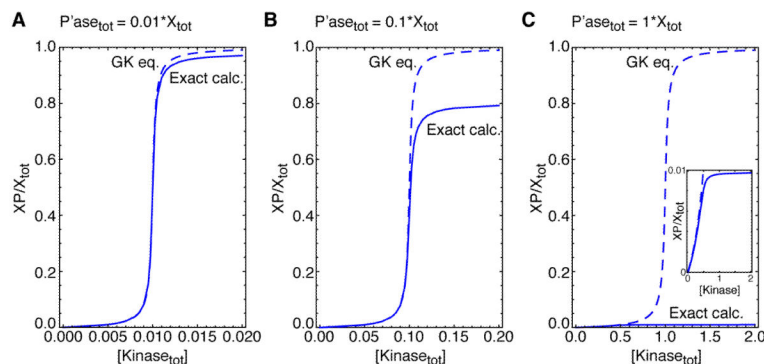 A P'ase_tot = 0.01*X_tot
B P'ase_tot = 0.1*X_tot
C P'ase_tot = 1*X_tot
XP/X_tot
1.0
0.8
0.6
0.4
0.2
0.0
GK eq.
Exact calc.
0.000 0.005 0.010 0.015 0.020
[Kinase_tot]
XP/X_tot
1.0
0.8
0.6
0.4
0.2
0.0
GK eq.
Exact calc.
0.00 0.05 0.10 0.15 0.20
[Kinase_tot]
XP/X_tot
1.0
0.8
0.6
0.4
0.2
0.0
GK eq.
0.01
XP/X_tot
0
0 1 2
[Kinase]
Exact calc.
0.0 0.5 1.0 1.5 2.0
[Kinase_tot]